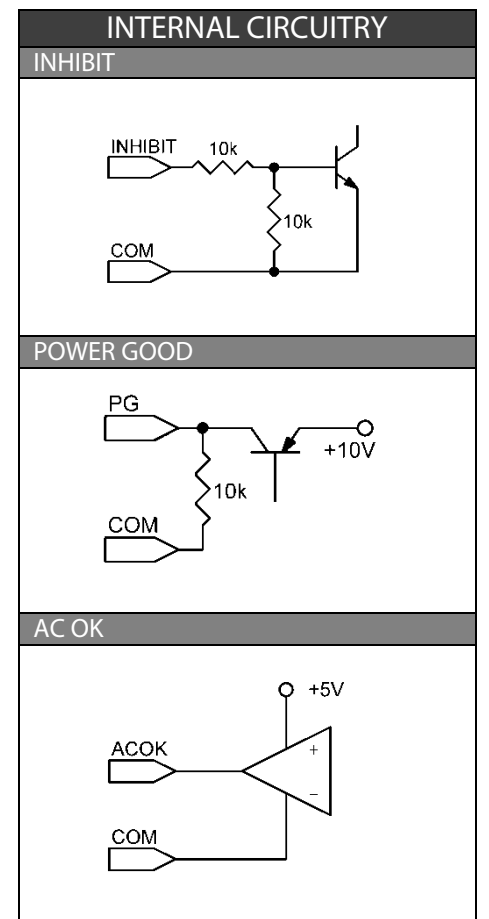 INTERNAL CIRCUITRY
INHIBIT
INHIBIT 10k
10k
COM
POWER GOOD
PG
+10V
10k
COM
AC OK
+5V
ACOK
+
−
COM